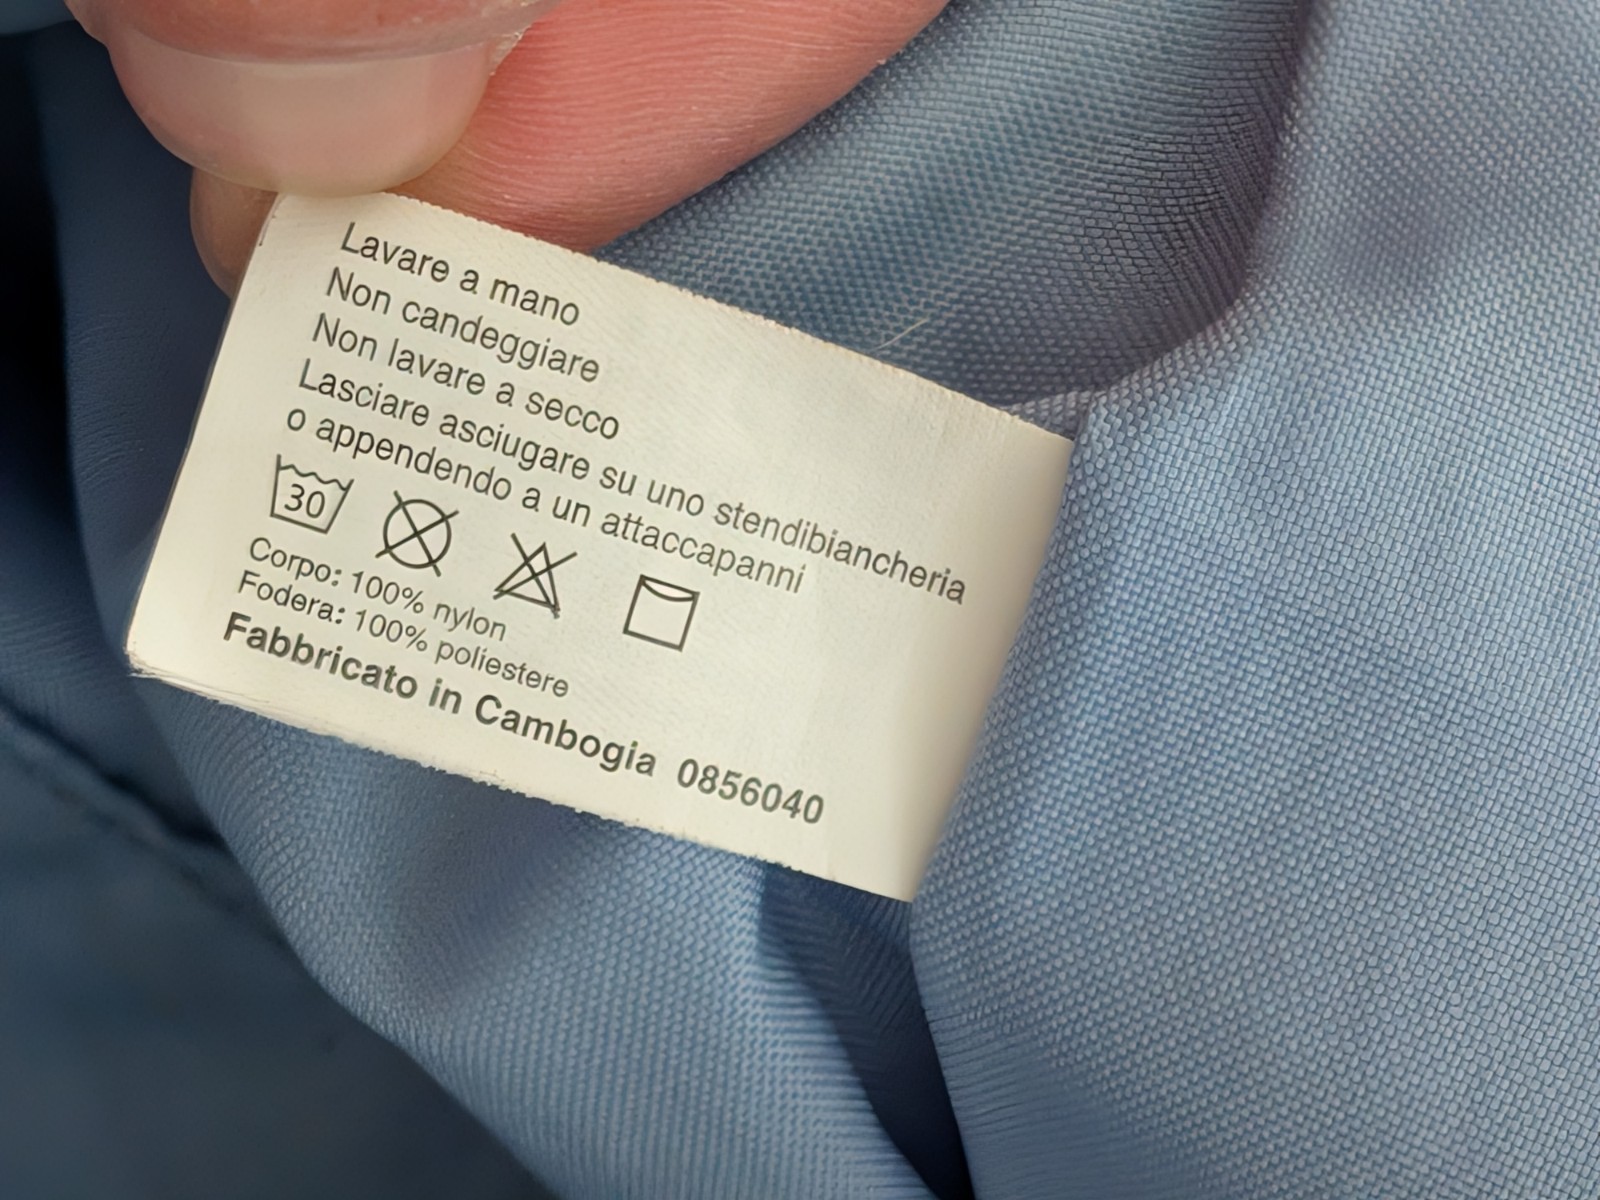 Lavare a mano
Non candeggiare
Non lavare a secco
Lasciare asciugare su uno stendibiancheria
o appendendo a un attaccapanni
30
Corpo: 100% nylon
Fodera: 100% poliestere
Fabbricato in Cambogia 0856040